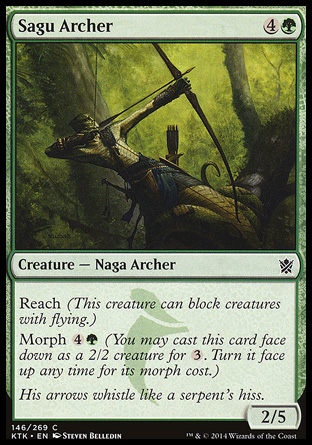 Sagu Archer 4
Creature — Naga Archer
Reach (This creature can block creatures
with flying.)
Morph 4 (You may cast this card face
down as a 2/2 creature for 3. Turn it face
up any time for its morph cost.)
His arrows whistle like a serpent's hiss.
2/5
146/269 C
KTK • EN STEVEN BELLEDIN
™ & © 2014 Wizards of the Coast